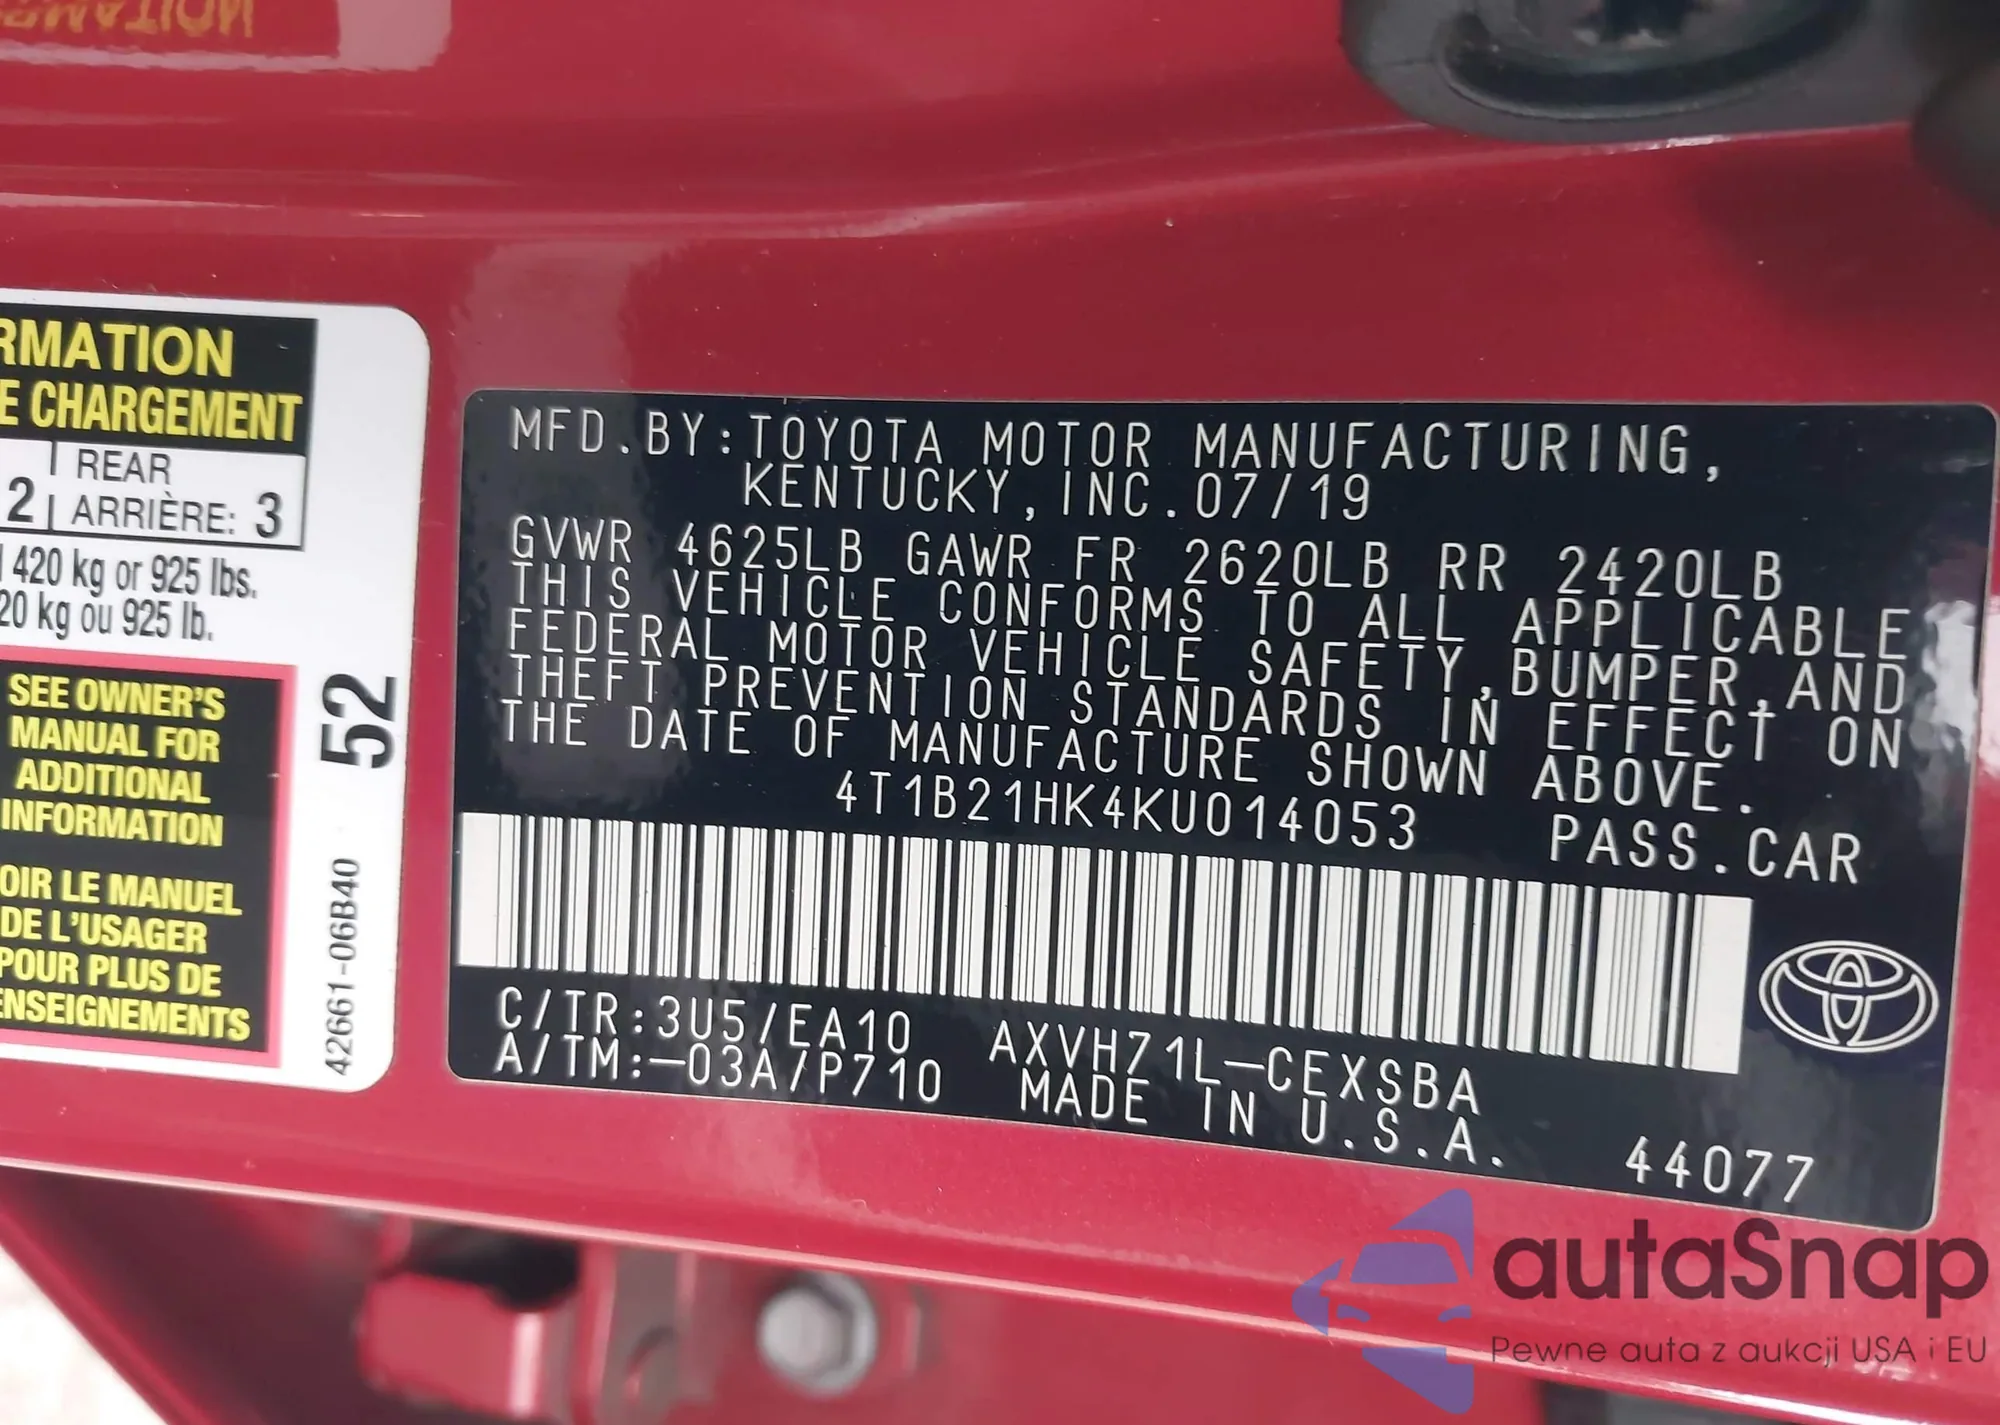 RMATION
E CHARGEMENT
2 REAR
ARRIÈRE: 3
420 kg or 925 lbs.
20 kg ou 925 lb.
SEE OWNER'S
MANUAL FOR
ADDITIONAL
INFORMATION
OIR LE MANUEL
DE L'USAGER
POUR PLUS DE
ENSEIGNEMENTS
52
42661-06B40
MFD.BY:TOYOTA MOTOR MANUFACTURING,
KENTUCKY,INC.07/19
GVWR 4625LB GAWR FR 2620LB RR 2420LB
THIS VEHICLE CONFORMS TO ALL APPLICABLE
FEDERAL MOTOR VEHICLE SAFETY,BUMPER,AND
THEFT PREVENTION STANDARDS IN EFFECT ON
THE DATE OF MANUFACTURE SHOWN ABOVE.
4T1B21HK4KU014053 PASS.CAR
C/TR:3U5/EA10 AXVH71L-CEXSBA
A/TM:-03A/P710 MADE IN U.S.A.
44077
autaSnap
Pewne auta z aukcji USA i EU